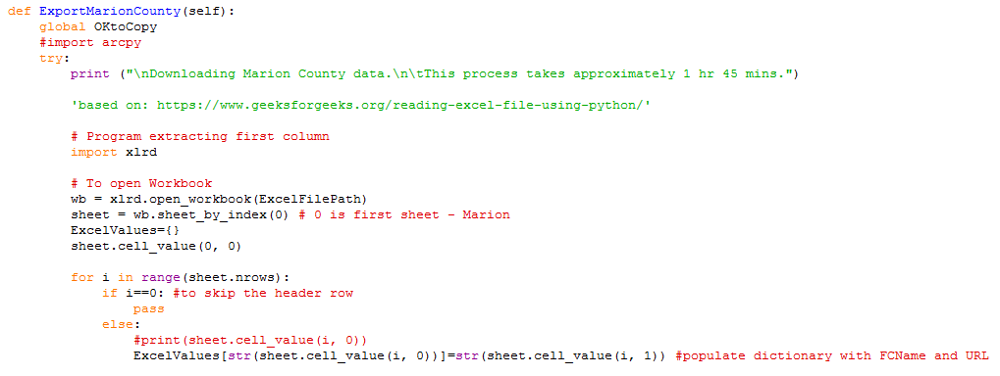 def ExportMarionCounty(self):
    global OKtoCopy
    #import arcpy
    try:
        print ("\nDownloading Marion County data.\n\tThis process takes approximately 1 hr 45 mins.")

        'based on: https://www.geeksforgeeks.org/reading-excel-file-using-python/'

        # Program extracting first column
        import xlrd

        # To open Workbook
        wb = xlrd.open_workbook(ExcelFilePath)
        sheet = wb.sheet_by_index(0) # 0 is first sheet - Marion
        ExcelValues={}
        sheet.cell_value(0, 0)

        for i in range(sheet.nrows):
            if i==0: #to skip the header row
                pass
            else:
                #print(sheet.cell_value(i, 0))
                ExcelValues[str(sheet.cell_value(i, 0))]=str(sheet.cell_value(i, 1)) #populate dictionary with FCName and URL